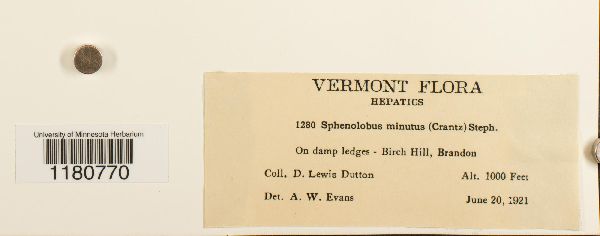 University of Minnesota Herbarium
1180770
VERMONT FLORA
HEPATICS
1280 Sphenolobus minutus (Crantz) Steph.
On damp ledges - Birch Hill, Brandon
Coll. D. Lewis Dutton Alt. 1000 Feet
Det. A. W. Evans June 20, 1921